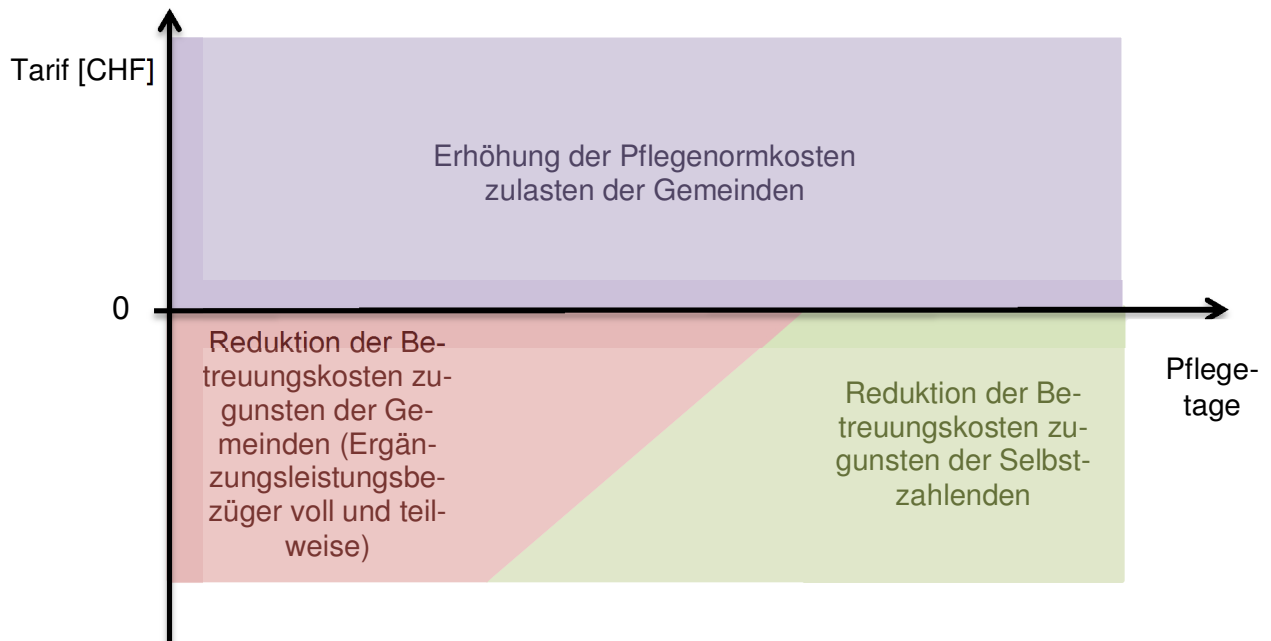 Tarif [CHF]
Erhöhung der Pflegenormkosten
zulasten der Gemeinden
0
Reduktion der Be-
treuungskosten zu-
gunsten der Ge-
meinden (Ergän-
zungsleistungsbe-
züger voll und teil-
weise)
Reduktion der Be-
treuungskosten zu-
gunsten der Selbst-
zahlenden
Pflege-
tage